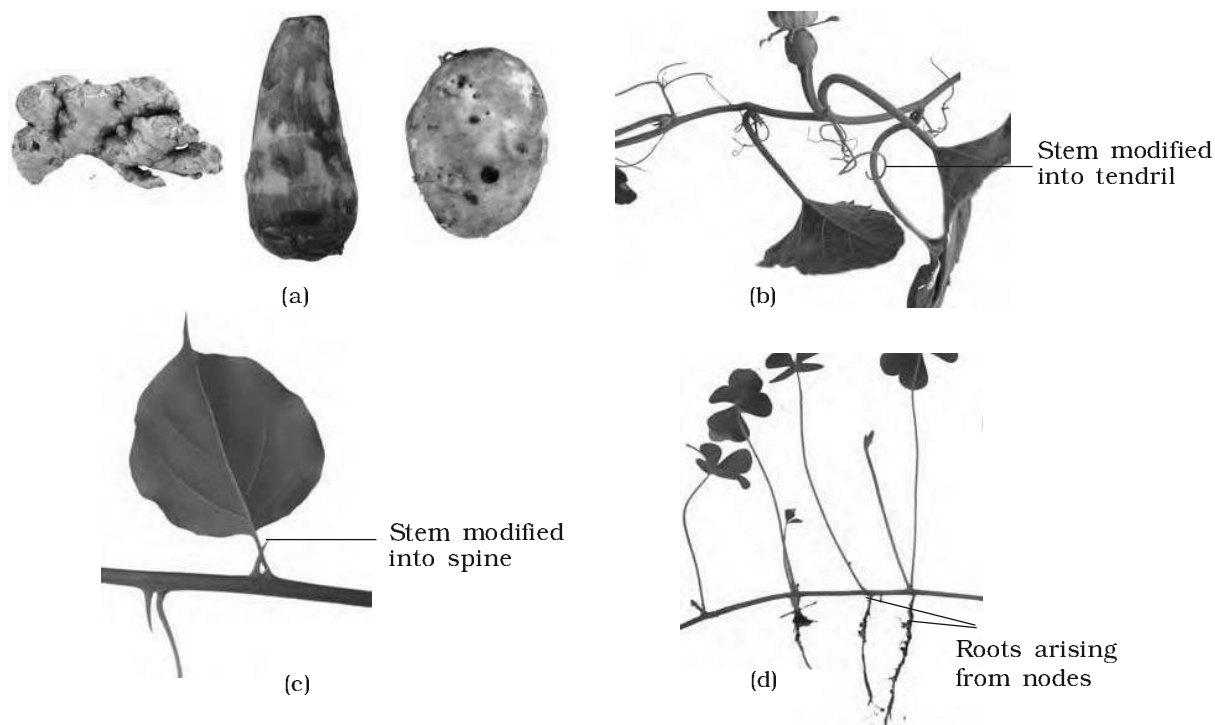 (a)
Stem modified
into tendril
(b)
Stem modified
into spine
(c)
Roots arising
from nodes
(d)